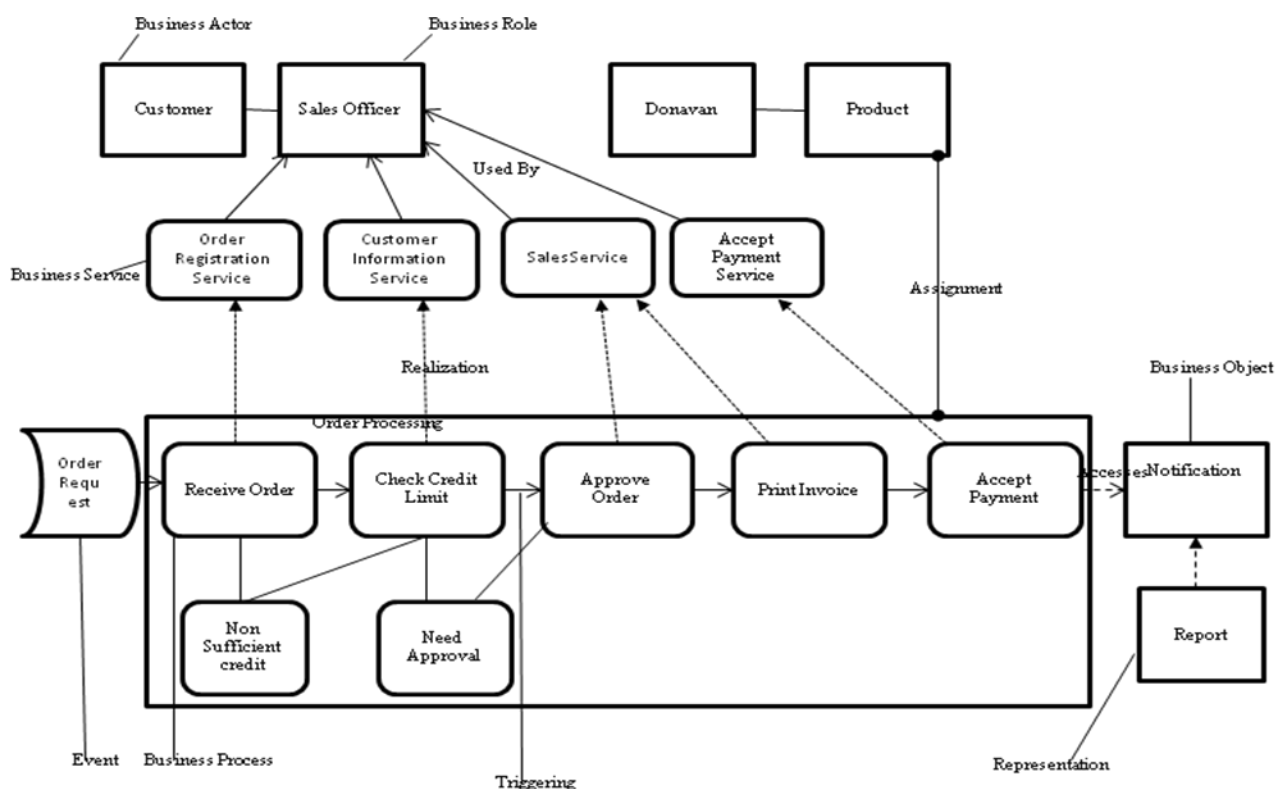 Business Actor
Business Role
Customer
Sales Officer
Donavan
Product
Used By
Order
Registration
Service
Customer
Information
Service
SalesService
Accept
Payment
Service
Business Service
Assignment
Realization
Business Object
Order Processing
Order
Requ
est
Receive Order
Check Credit
Limit
Approve
Order
Print Invoice
Accept
Payment
Accesses
Notification
Non
Sufficient
credit
Need
Approval
Report
Event
Business Process
Triggering
Representation